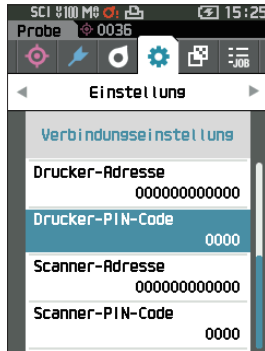 SCI %100 M0 15:25
Probe 0036
-JOB
Einstellung
Verbindungseinstellung
Drucker-Adresse
000000000000
Drucker-PIN-Code
0000
Scanner-Adresse
000000000000
Scanner-PIN-Code
0000